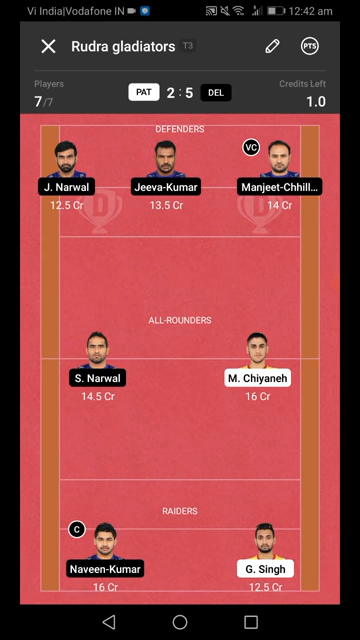 Vi India|Vodafone IN 12:42 am
Rudra gladiators T3 PTS
Players Credits Left
7/7 PAT 2 : 5 DEL 1.0
DEFENDERS
VC
J. Narwal Jeeva-Kumar Manjeet-Chhill...
12.5 Cr 13.5 Cr 14 Cr
D D
ALL-ROUNDERS
S. Narwal M. Chiyaneh
14.5 Cr 16 Cr
RAIDERS
C
Naveen-Kumar G. Singh
16 Cr 12.5 Cr